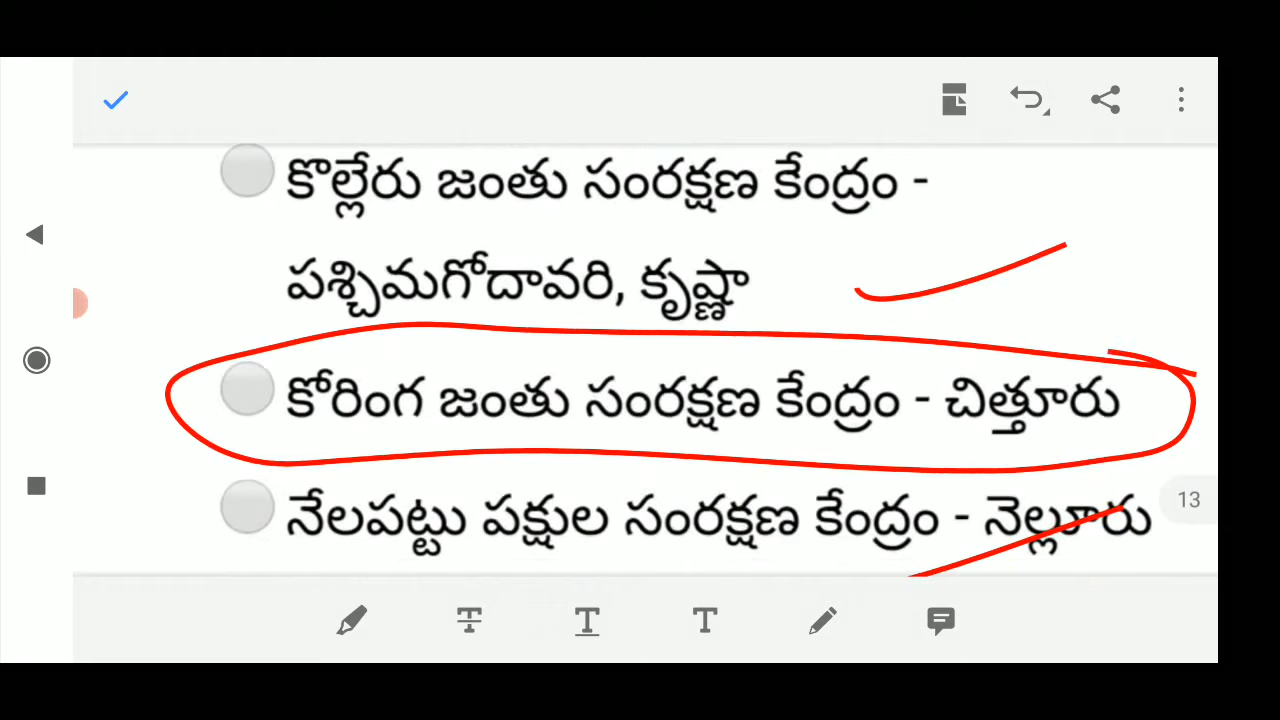 కొల్లేరు జంతు సంరక్షణ కేంద్రం -
పశ్చిమగోదావరి, కృష్ణా
కోరింగ జంతు సంరక్షణ కేంద్రం - చిత్తూరు
నేలపట్టు పక్షుల సంరక్షణ కేంద్రం - నెల్లూరు
13